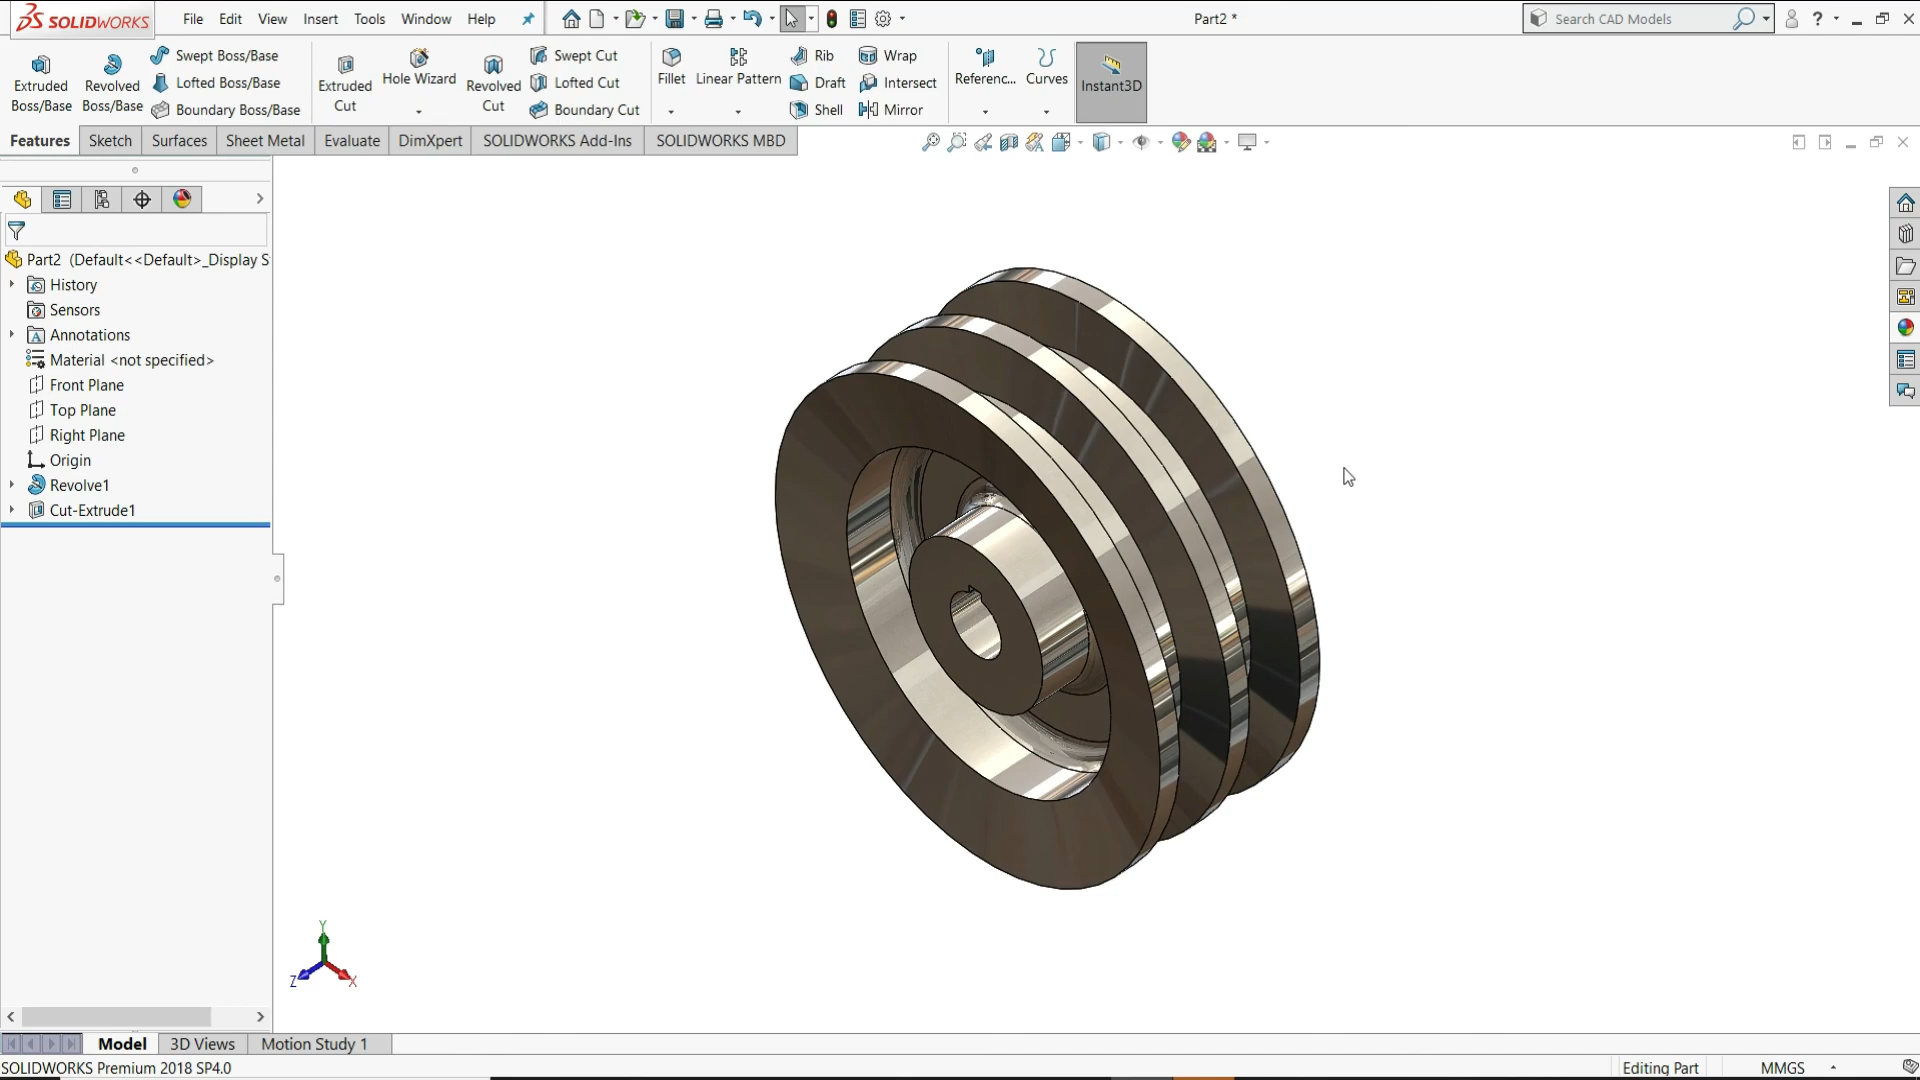 SOLIDWORKS
File Edit View Insert Tools Window Help
Part2 *
Search CAD Models
?
Extruded Boss/Base
Revolved Boss/Base
Swept Boss/Base
Lofted Boss/Base
Boundary Boss/Base
Extruded Cut
Hole Wizard
Revolved Cut
Swept Cut
Lofted Cut
Boundary Cut
Fillet
Linear Pattern
Rib
Draft
Shell
Wrap
Intersect
Mirror
Referenc...
Curves
Instant3D
Features Sketch Surfaces Sheet Metal Evaluate DimXpert SOLIDWORKS Add-Ins SOLIDWORKS MBD
Part2 (Default<<Default>_Display S
History
Sensors
A Annotations
Material <not specified>
Front Plane
Top Plane
Right Plane
Origin
Revolve1
Cut-Extrude1
Y
Z
X
Model 3D Views Motion Study 1
SOLIDWORKS Premium 2018 SP4.0
Editing Part
MMGS